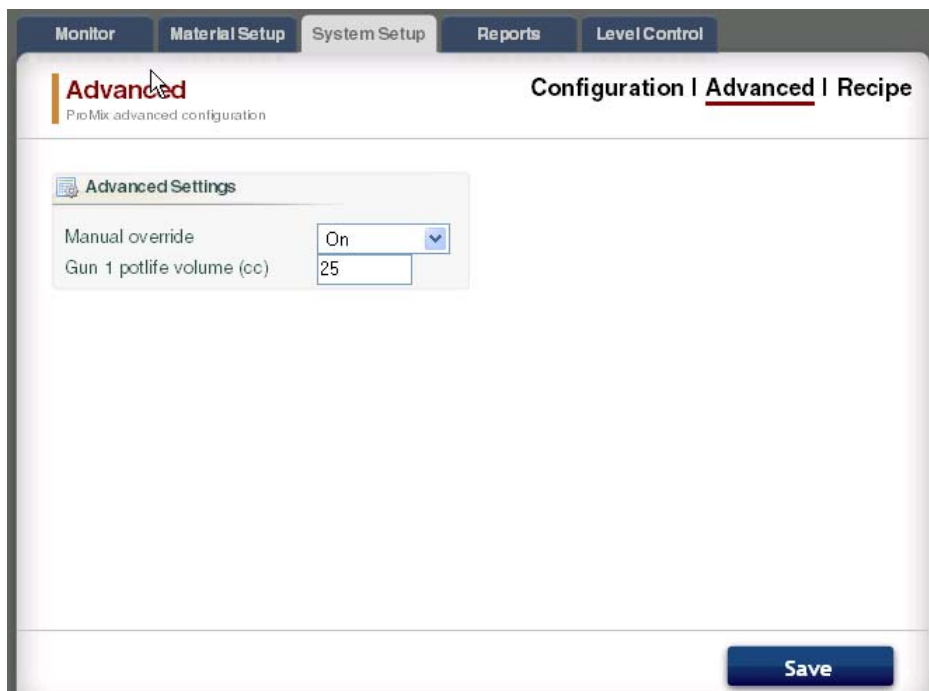 Monitor Material Setup System Setup Reports Level Control
Advanced
ProMix advanced configuration
Configuration | Advanced | Recipe
Advanced Settings
Manual override On
Gun 1 potlife volume (cc) 25
Save